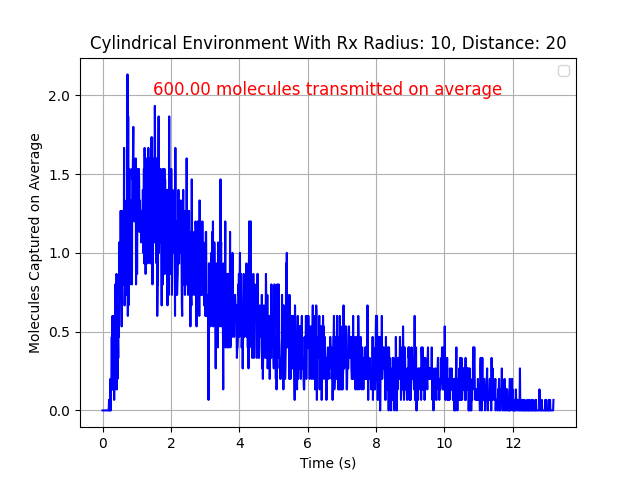 Cylindrical Environment With Rx Radius: 10, Distance: 20
600.00 molecules transmitted on average
Molecules Captured on Average
2.0
1.5
1.0
0.5
0.0
0 2 4 6 8 10 12
Time (s)